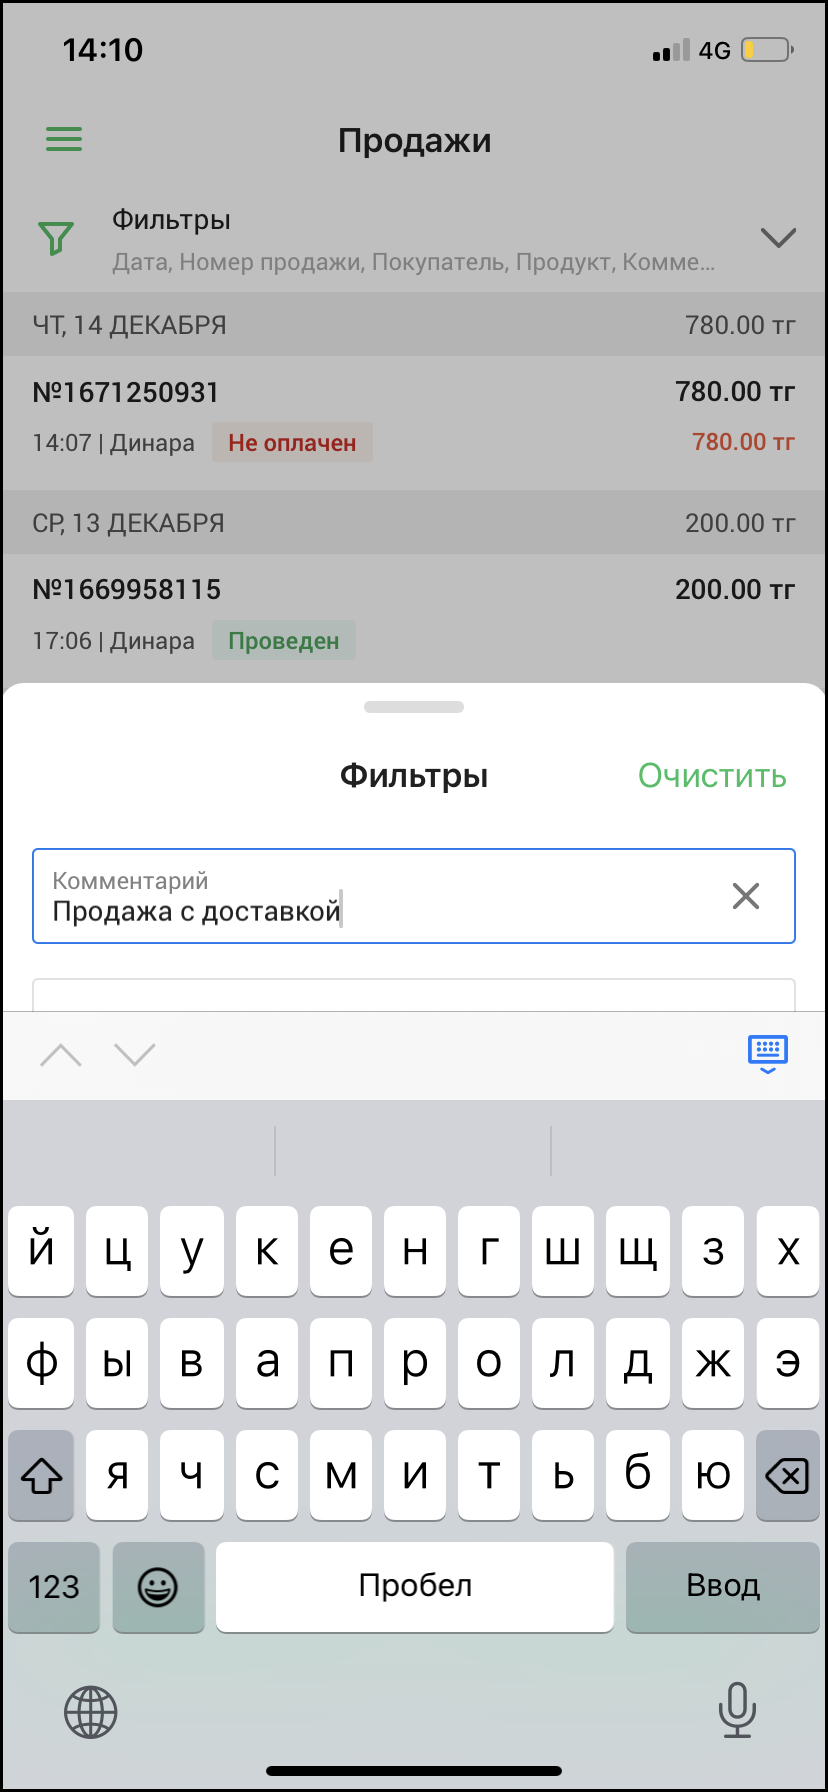 14:10 4G
Продажи
Фильтры
Дата, Номер продажи, Покупатель, Продукт, Комме...
ЧТ, 14 ДЕКАБРЯ 780.00 тг
№1671250931 780.00 тг
14:07 | Динара Не оплачен 780.00 тг
СР, 13 ДЕКАБРЯ 200.00 тг
№1669958115 200.00 тг
17:06 | Динара Проведен
Фильтры Очистить
Комментарий
Продажа с доставкой
й ц у к е н г ш щ з х
ф ы в а п р о л д ж э
я ч с м и т ь б ю
123 Пробел Ввод